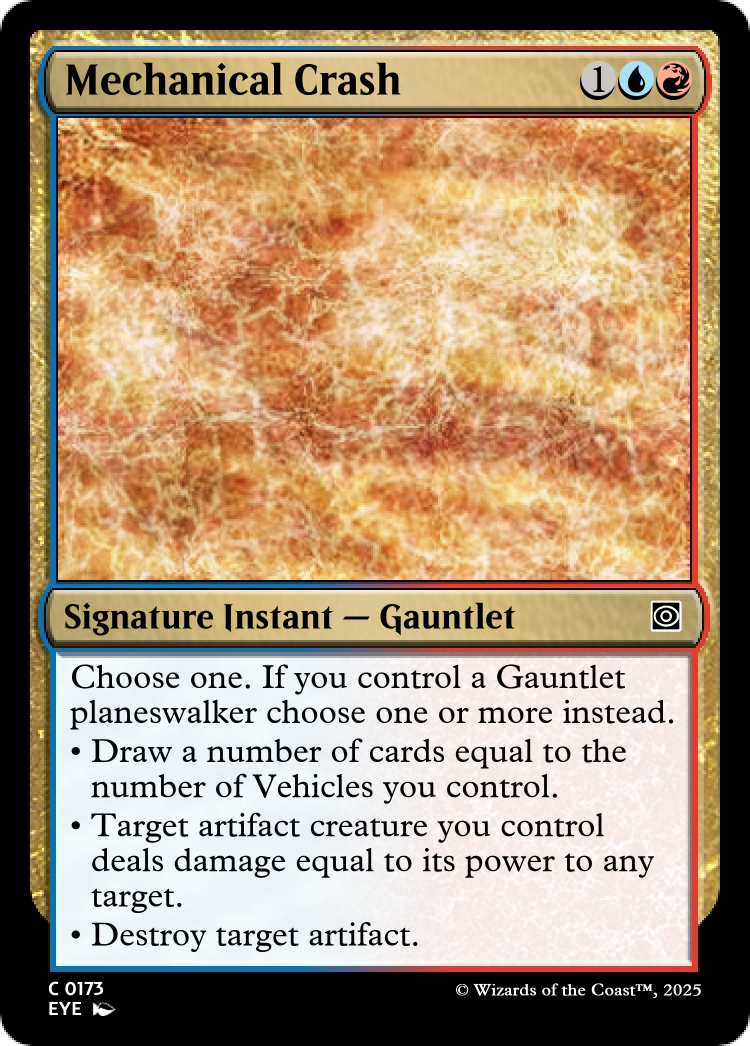 Mechanical Crash
1
Signature Instant — Gauntlet
Choose one. If you control a Gauntlet
planeswalker choose one or more instead.
• Draw a number of cards equal to the
number of Vehicles you control.
• Target artifact creature you control
deals damage equal to its power to any
target.
• Destroy target artifact.
C 0173
EYE
© Wizards of the Coast™, 2025